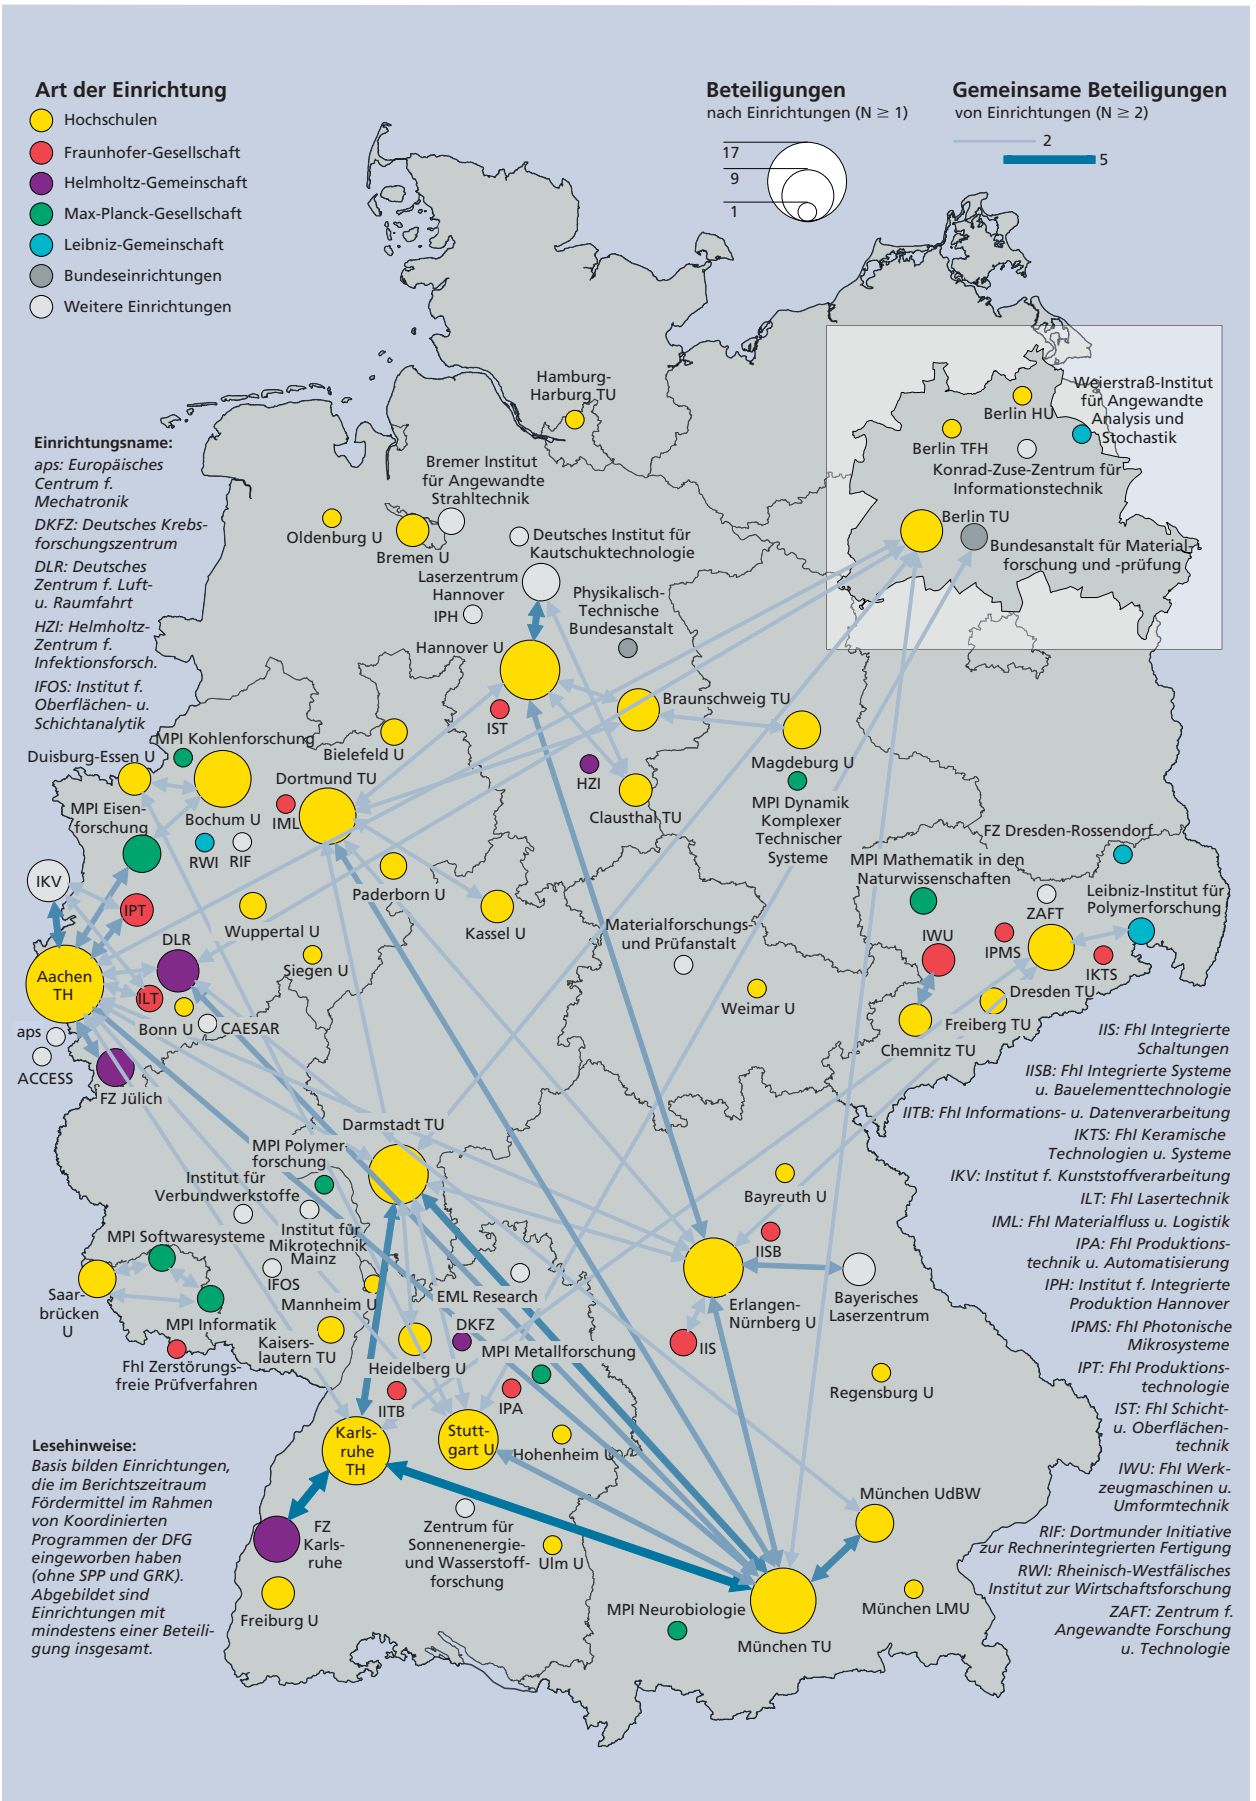 Art der Einrichtung
Hochschulen
Fraunhofer-Gesellschaft
Helmholtz-Gemeinschaft
Max-Planck-Gesellschaft
Leibniz-Gemeinschaft
Bundeseinrichtungen
Weitere Einrichtungen
Beteiligungen
nach Einrichtungen (N ≥ 1)
17
9
1
Gemeinsame Beteiligungen
von Einrichtungen (N ≥ 2)
2
5
Einrichtungsname:
aps: Europäisches
Centrum f.
Mechatronik
DKFZ: Deutsches Krebs-
forschungszentrum
DLR: Deutsches
Zentrum f. Luft-
u. Raumfahrt
HZI: Helmholtz-
Zentrum f.
Infektionsforsch.
IFOS: Institut f.
Oberflächen- u.
Schichtanalytik
Hamburg-
Harburg TU
Berlin HU
Berlin TFH
Weierstraß-Institut
für Angewandte
Analysis und
Stochastik
Konrad-Zuse-Zentrum für
Informationstechnik
Berlin TU
Bundesanstalt für Material-
forschung und -prüfung
Bremer Institut
für Angewandte
Strahltechnik
Oldenburg U
Bremen U
Deutsches Institut für
Kautschuktechnologie
Laserzentrum
Hannover
IPH
Physikalisch-
Technische
Bundesanstalt
Hannover U
IST
Braunschweig TU
Magdeburg U
HZI
Clausthal TU
MPI Dynamik
Komplexer
Technischer
Systeme
MPI Kohlenforschung
Bielefeld U
Duisburg-Essen U
Dortmund TU
MPI Eisen-
forschung
Bochum U
IML
RWI
RIF
IKV
IPT
Paderborn U
Kassel U
Wuppertal U
DLR
Siegen U
Aachen
TH
ILT
Bonn U
CAESAR
aps
ACCESS
FZ Jülich
Materialforschungs-
und Prüfanstalt
Weimar U
FZ Dresden-Rossendorf
MPI Mathematik in den
Naturwissenschaften
ZAFT
Leibniz-Institut für
Polymerforschung
IWU
IPMS
IKTS
Dresden TU
Freiberg TU
Chemnitz TU
Darmstadt TU
MPI Polymer-
forschung
Institut für
Verbundwerkstoffe
Institut für
Mikrotechnik
Mainz
MPI Softwaresysteme
IFOS
Saar-
brücken
U
MPI Informatik
Mannheim U
Kaisers-
lautern TU
FhI Zerstörungs-
freie Prüfverfahren
EML Research
DKFZ
Heidelberg U
MPI Metallforschung
IITB
IPA
Karls-
ruhe
TH
Stutt-
gart U
Hohenheim U
FZ
Karls-
ruhe
Zentrum für
Sonnenenergie-
und Wasserstoff-
forschung
Ulm U
Freiburg U
Bayreuth U
IISB
Erlangen-
Nürnberg U
Bayerisches
Laserzentrum
IIS
Regensburg U
München UdBW
München LMU
MPI Neurobiologie
München TU
IIS: FhI Integrierte
Schaltungen
IISB: FhI Integrierte Systeme
u. Bauelementtechnologie
IITB: FhI Informations- u. Datenverarbeitung
IKTS: FhI Keramische
Technologien u. Systeme
IKV: Institut f. Kunststoffverarbeitung
ILT: FhI Lasertechnik
IML: FhI Materialfluss u. Logistik
IPA: FhI Produktions-
technik u. Automatisierung
IPH: Institut f. Integrierte
Produktion Hannover
IPMS: FhI Photonische
Mikrosysteme
IPT: FhI Produktions-
technologie
IST: FhI Schicht-
u. Oberflächen-
technik
IWU: FhI Werk-
zeugmaschinen u.
Umformtechnik
RIF: Dortmunder Initiative
zur Rechnerintegrierten Fertigung
RWI: Rheinisch-Westfälisches
Institut zur Wirtschaftsforschung
ZAFT: Zentrum f.
Angewandte Forschung
u. Technologie
Lesehinweise:
Basis bilden Einrichtungen,
die im Berichtszeitraum
Fördermittel im Rahmen
von Koordinierten
Programmen der DFG
eingeworben haben
(ohne SPP und GRK).
Abgebildet sind
Einrichtungen mit
mindestens einer Beteili-
gung insgesamt.